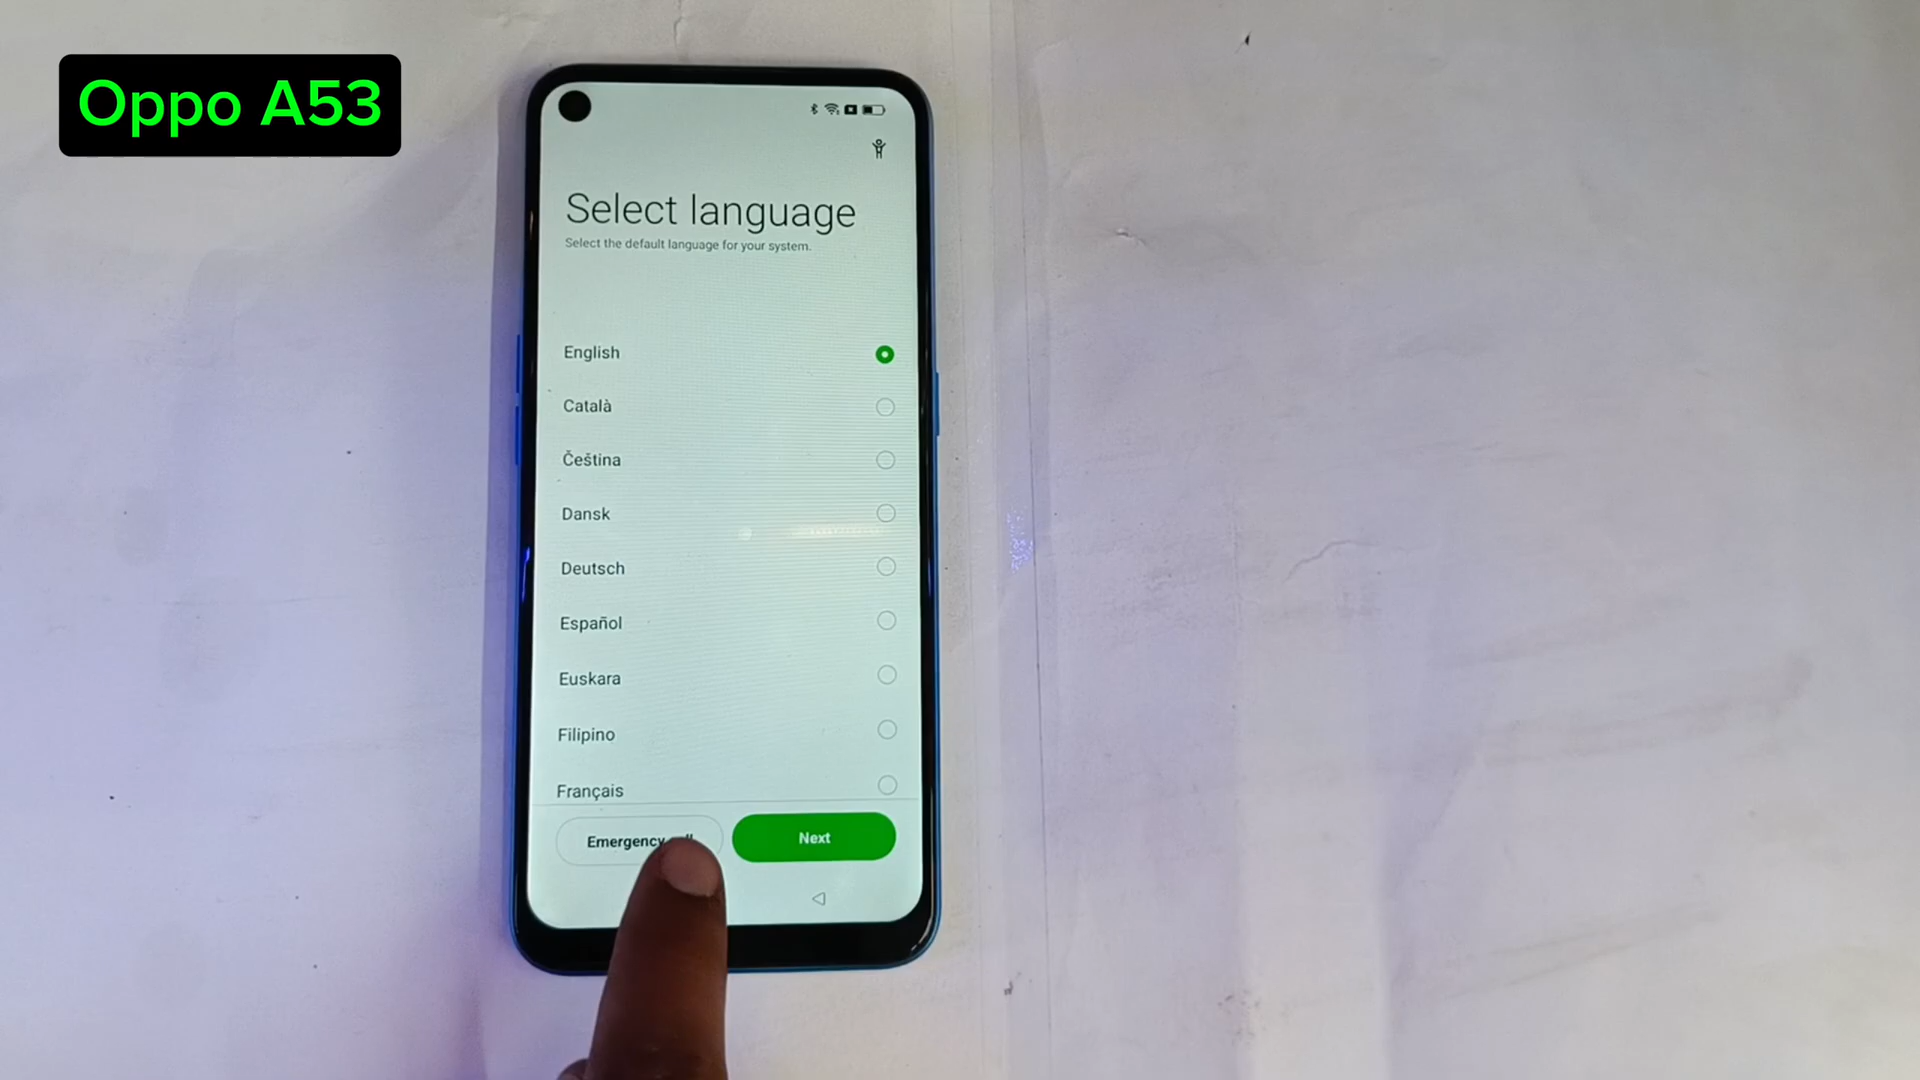 Oppo A53
Select language
Select the default language for your system.
English
Català
Čeština
Dansk
Deutsch
Español
Euskara
Filipino
Français
Emergency
Next